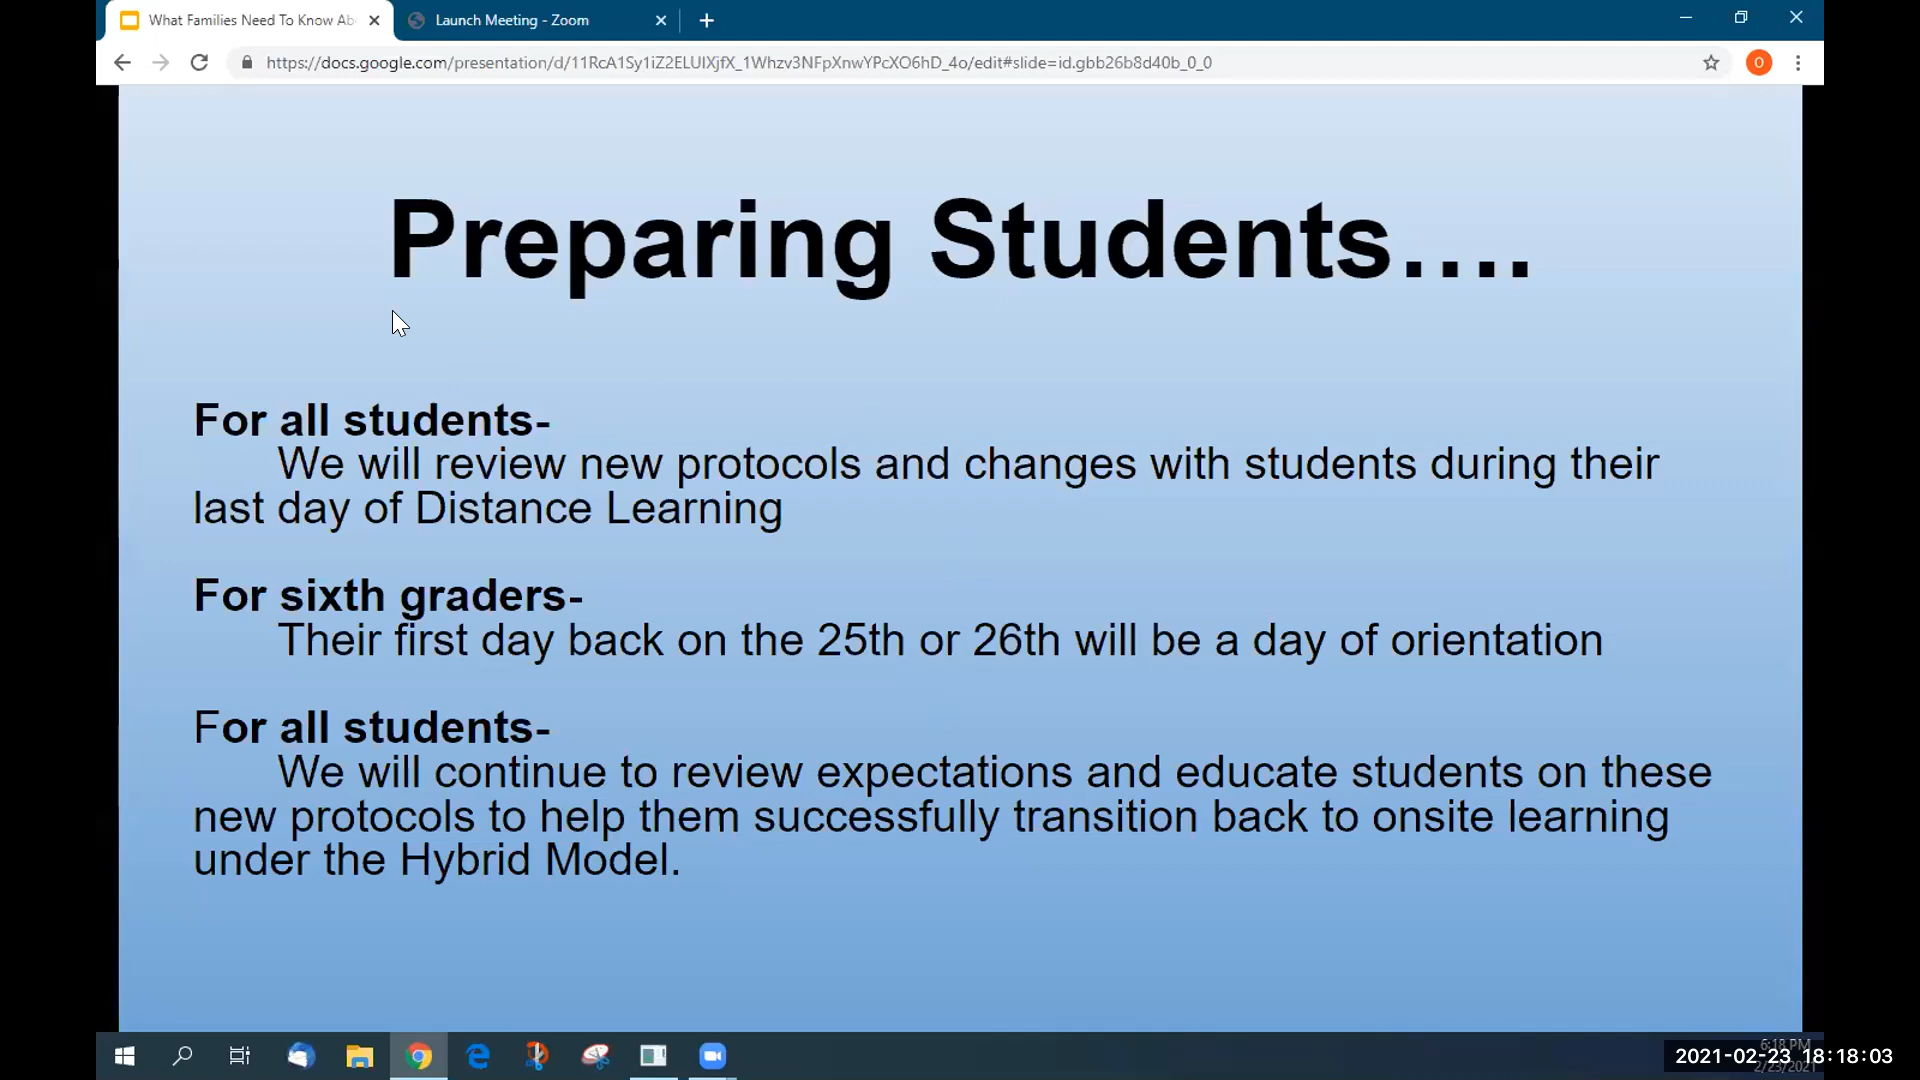 What Families Need To Know Ab
Launch Meeting - Zoom
https://docs.google.com/presentation/d/11RcA1Sy1iZ2ELUIXjfX_1Whzv3NFpXnwYPcXO6hD_4o/edit#slide=id.gbb26b8d40b_0_0
O
Preparing Students....
For all students-
We will review new protocols and changes with students during their
last day of Distance Learning
For sixth graders-
Their first day back on the 25th or 26th will be a day of orientation
For all students-
We will continue to review expectations and educate students on these
new protocols to help them successfully transition back to onsite learning
under the Hybrid Model.
6:18 PM
2021-02-23 18:18:03
2/23/2021